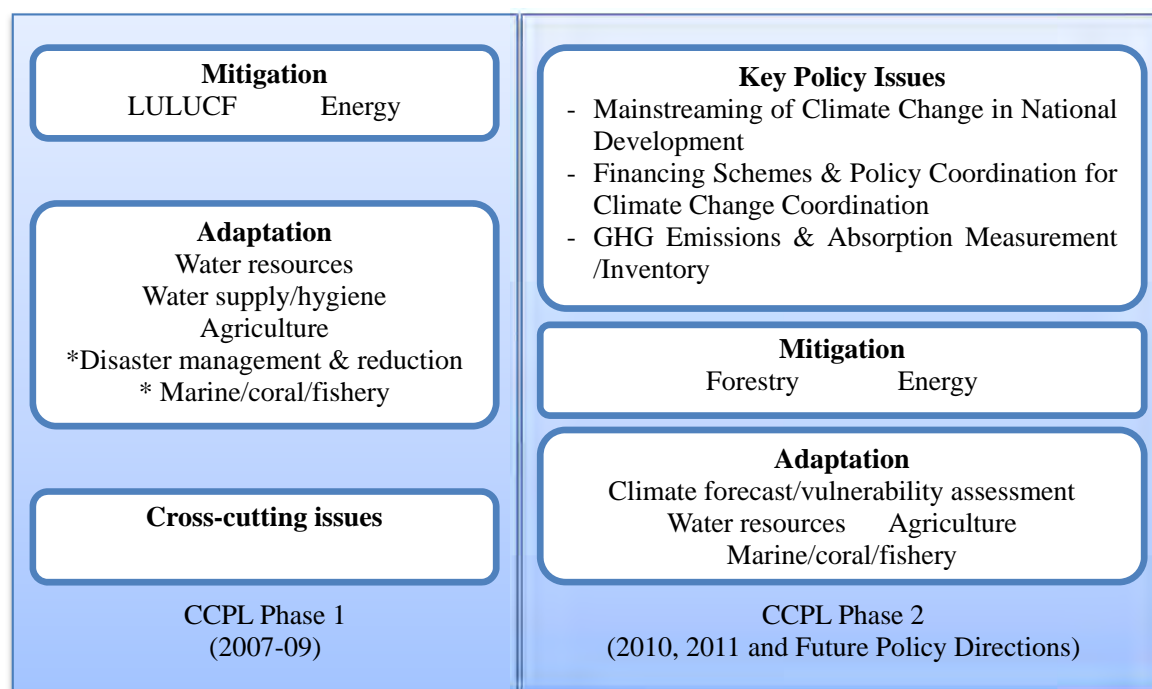 Mitigation
LULUCF Energy
Adaptation
Water resources
Water supply/hygiene
Agriculture
*Disaster management & reduction
* Marine/coral/fishery
Cross-cutting issues
CCPL Phase 1
(2007-09)
Key Policy Issues
- Mainstreaming of Climate Change in National
Development
- Financing Schemes & Policy Coordination for
Climate Change Coordination
- GHG Emissions & Absorption Measurement
/Inventory
Mitigation
Forestry Energy
Adaptation
Climate forecast/vulnerability assessment
Water resources Agriculture
Marine/coral/fishery
CCPL Phase 2
(2010, 2011 and Future Policy Directions)